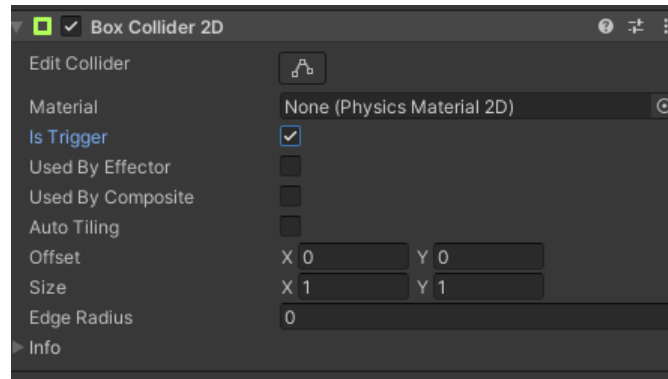 Box Collider 2D
Edit Collider
Material None (Physics Material 2D)
Is Trigger
Used By Effector
Used By Composite
Auto Tiling
Offset X 0 Y 0
Size X 1 Y 1
Edge Radius 0
Info